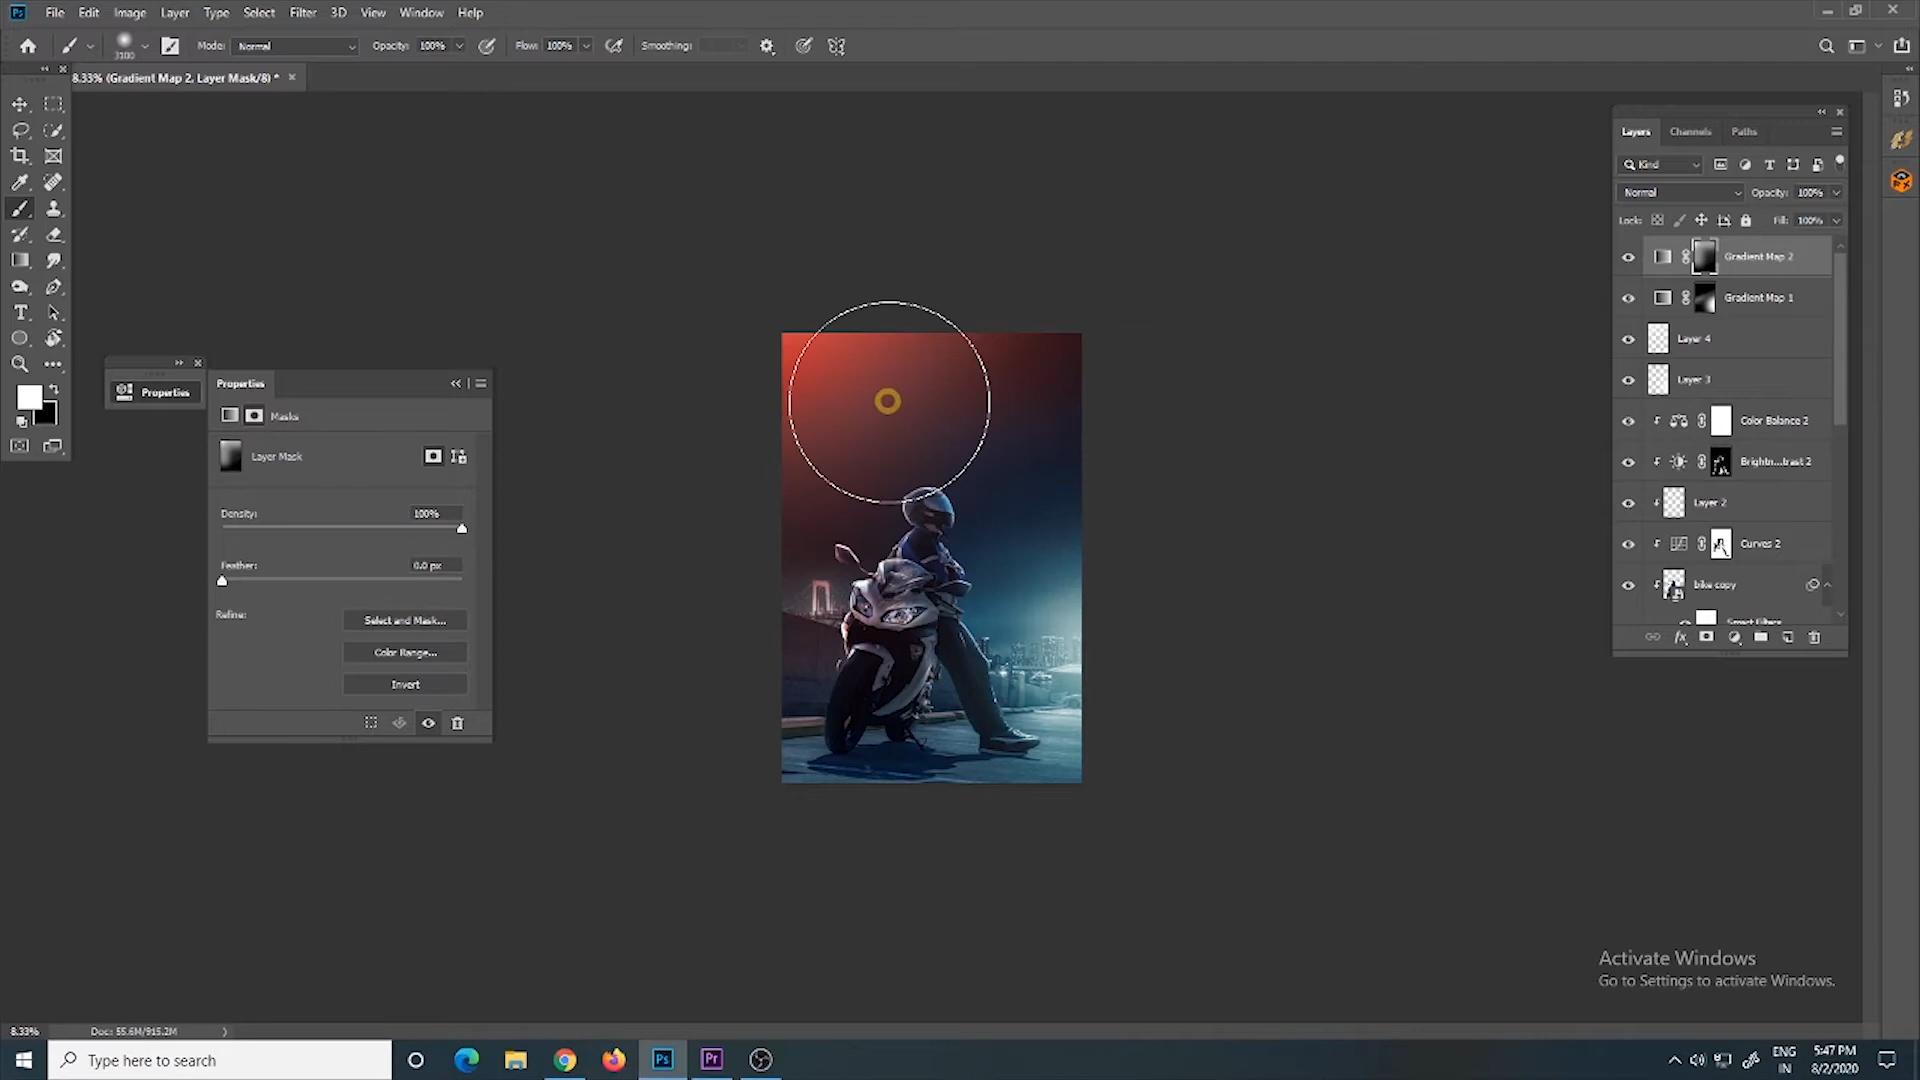 Ps File Edit Image Layer Type Select Filter 3D View Window Help
3100 Mode: Normal Opacity: 100% Flow: 100% Smoothing:
8.33% (Gradient Map 2, Layer Mask/8) *
Layers Channels Paths
Kind
Normal Opacity: 100%
Lock: Fill: 100%
Gradient Map 2
Gradient Map 1
Layer 4
Layer 3
Color Balance 2
Brightn...trast 2
Layer 2
Curves 2
bike copy
Smart Filters
Properties
Properties
Masks
Layer Mask
Density: 100%
Feather: 0.0 px
Refine: Select and Mask...
Color Range...
Invert
Activate Windows
Go to Settings to activate Windows.
8.33% Doc: 55.6M/915.2M
Type here to search
Ps Pr
ENG
IN
5:47 PM
8/2/2020